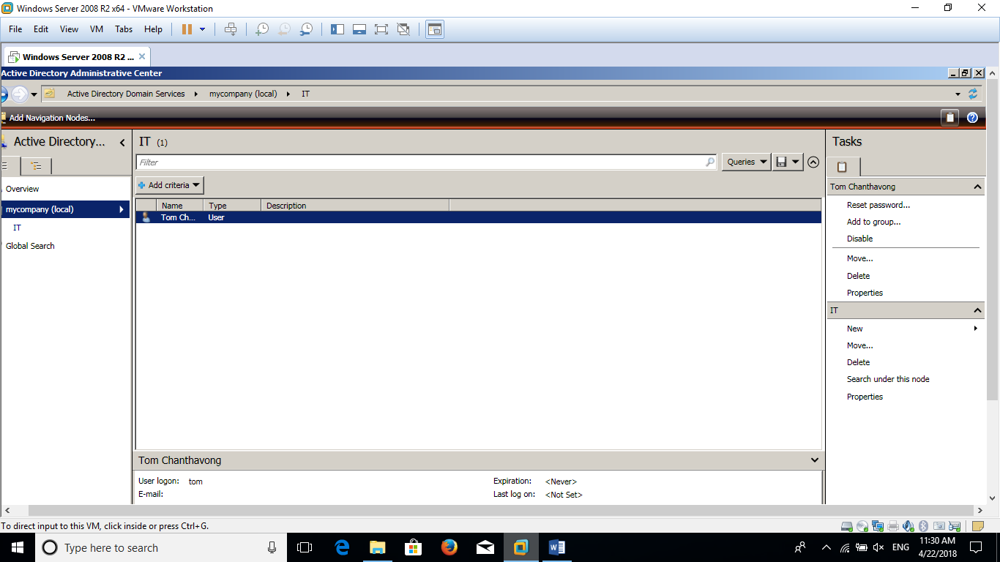 Windows Server 2008 R2 x64 - VMware Workstation
File Edit View VM Tabs Help
Windows Server 2008 R2 ...
Active Directory Administrative Center
Active Directory Domain Services mycompany (local) IT
Add Navigation Nodes...
Active Directory...
Overview
mycompany (local)
IT
Global Search
IT (1)
Filter
Queries
Add criteria
Name Type Description
Tom Ch... User
Tom Chanthavong
User logon: tom Expiration: <Never>
E-mail: Last log on: <Not Set>
Tasks
Tom Chanthavong
Reset password...
Add to group...
Disable
Move...
Delete
Properties
IT
New
Move...
Delete
Search under this node
Properties
To direct input to this VM, click inside or press Ctrl+G.
Type here to search
ENG
11:30 AM
4/22/2018